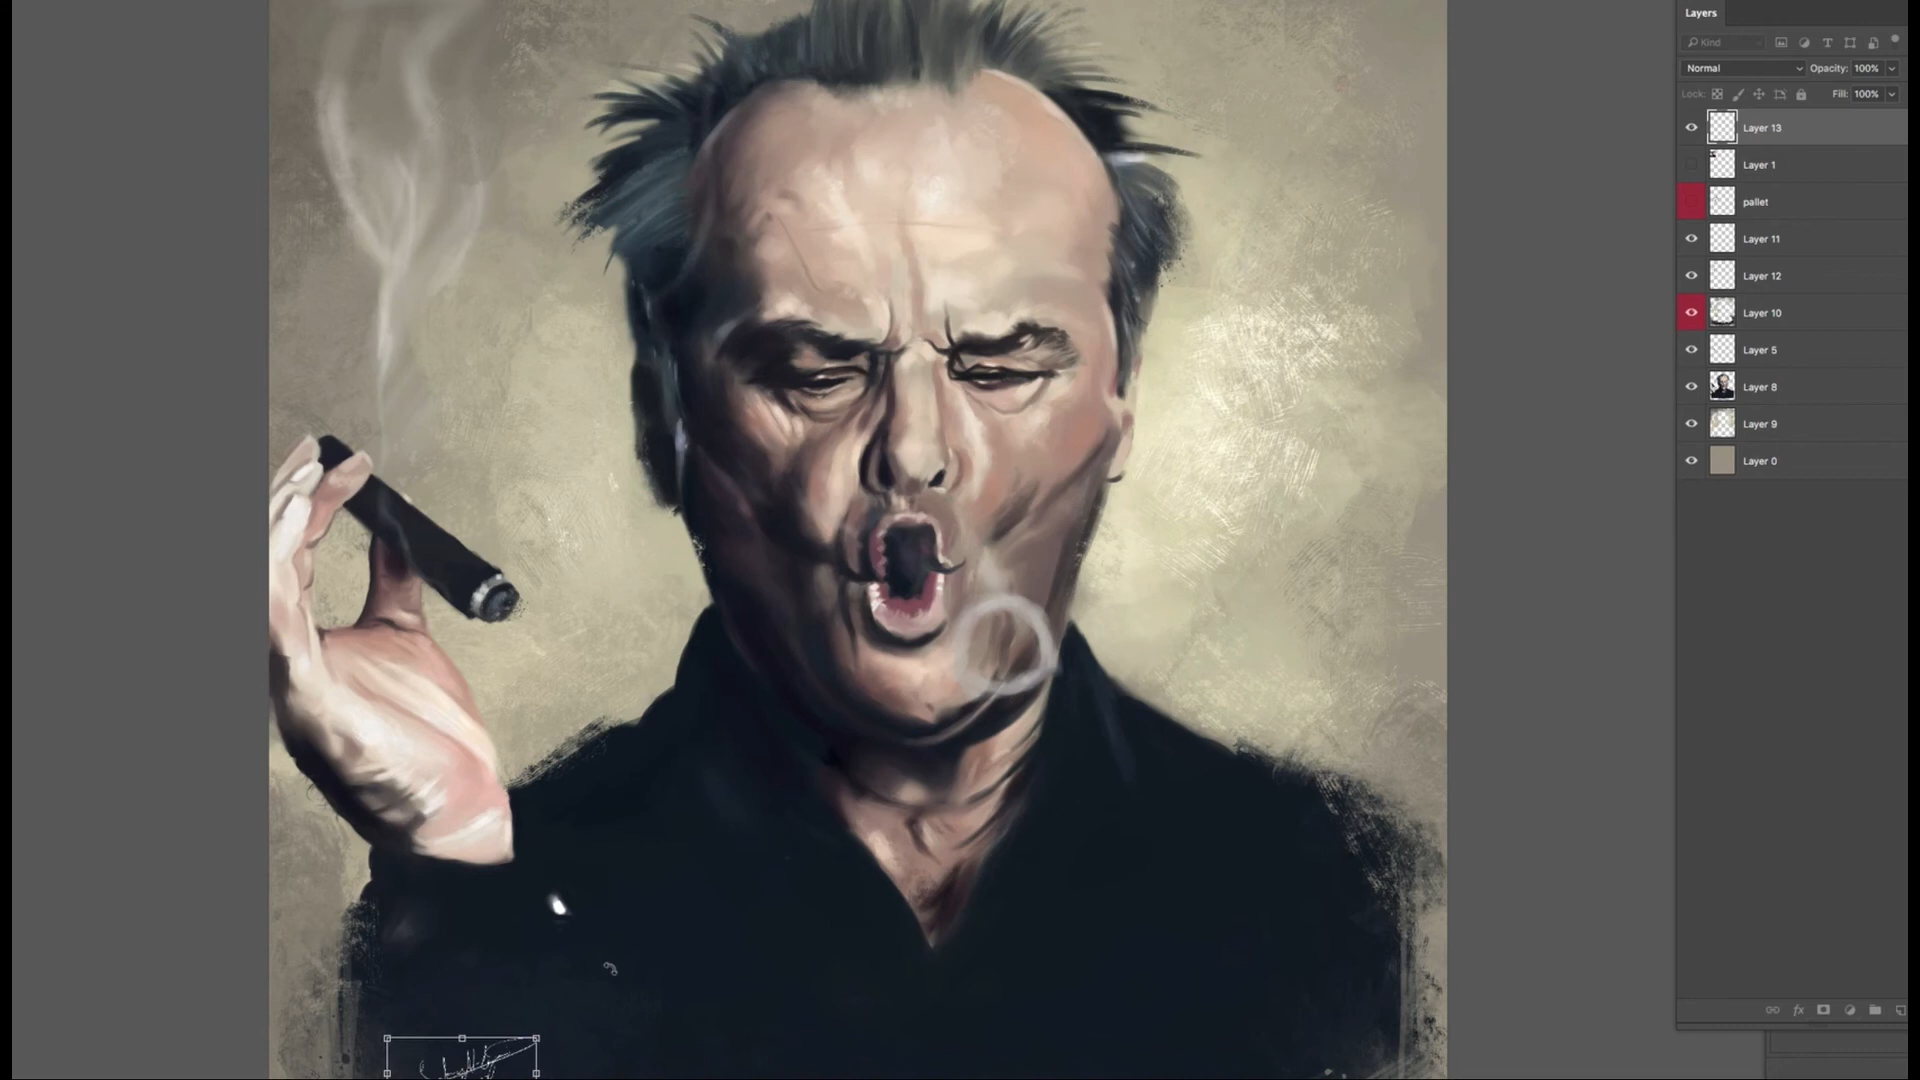 Layers
Kind
Normal Opacity: 100%
Lock: Fill: 100%
Layer 13
Layer 1
pallet
Layer 11
Layer 12
Layer 10
Layer 5
Layer 8
Layer 9
Layer 0
fx